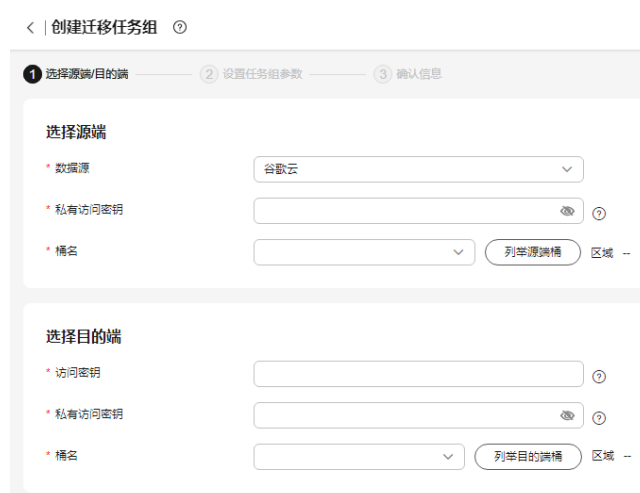 创建迁移任务组
1 选择源端/目的端 2 设置任务组参数 3 确认信息
选择源端
* 数据源 谷歌云
* 私有访问密钥
* 桶名 列举源端桶 区域 --
选择目的端
* 访问密钥
* 私有访问密钥
* 桶名 列举目的端桶 区域 --